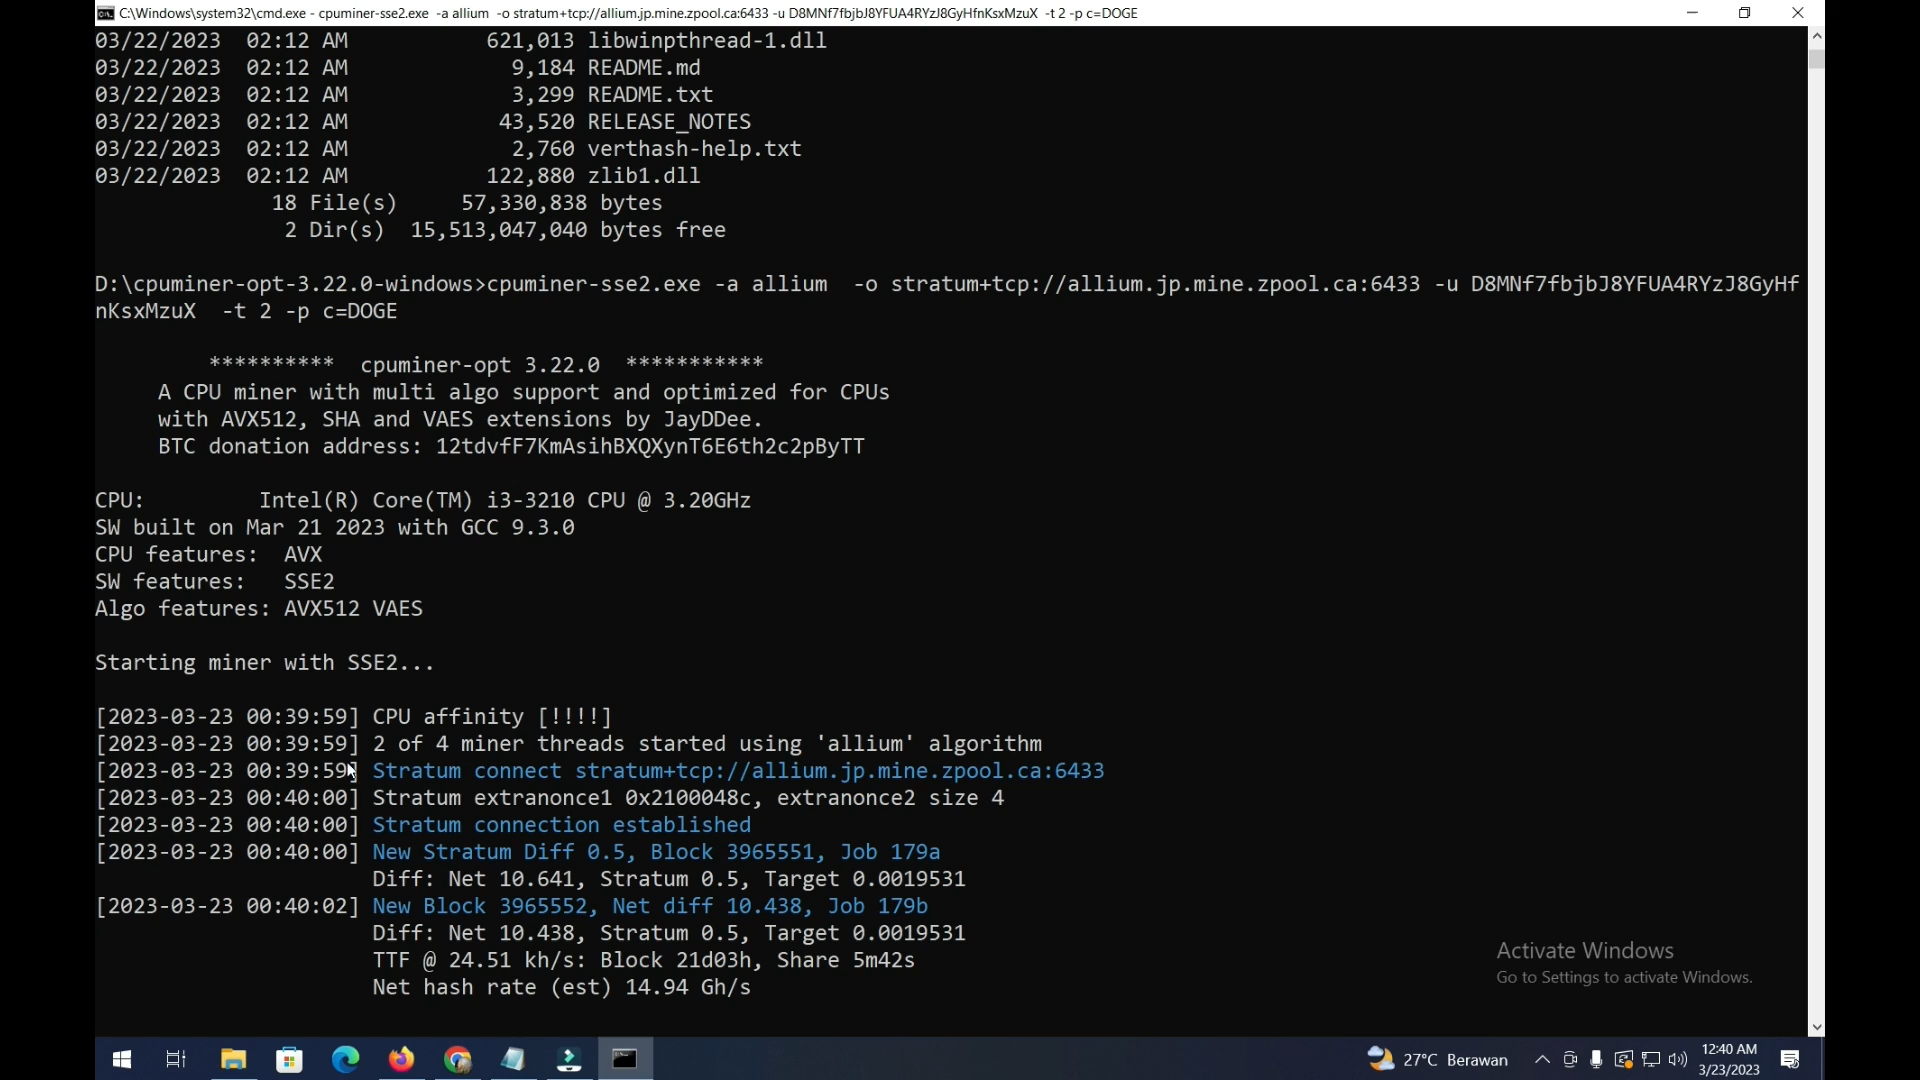 C:\Windows\system32\cmd.exe - cpuminer-sse2.exe  -a allium  -o stratum+tcp://allium.jp.mine.zpool.ca:6433 -u D8MNf7fbjbJ8YFUA4RYzJ8GyHfnKsxMzuX  -t 2 -p c=DOGE
03/22/2023  02:12 AM           621,013 libwinpthread-1.dll
03/22/2023  02:12 AM             9,184 README.md
03/22/2023  02:12 AM             3,299 README.txt
03/22/2023  02:12 AM            43,520 RELEASE_NOTES
03/22/2023  02:12 AM             2,760 verthash-help.txt
03/22/2023  02:12 AM           122,880 zlib1.dll
18 File(s)     57,330,838 bytes
2 Dir(s)  15,513,047,040 bytes free
D:\cpuminer-opt-3.22.0-windows>cpuminer-sse2.exe -a allium  -o stratum+tcp://allium.jp.mine.zpool.ca:6433 -u D8MNf7fbjbJ8YFUA4RYzJ8GyHf
nKsxMzuX  -t 2 -p c=DOGE
**********  cpuminer-opt 3.22.0  ***********
A CPU miner with multi algo support and optimized for CPUs
with AVX512, SHA and VAES extensions by JayDDee.
BTC donation address: 12tdvfF7KmAsihBXQXynT6E6th2c2pByTT
CPU:         Intel(R) Core(TM) i3-3210 CPU @ 3.20GHz
SW built on Mar 21 2023 with GCC 9.3.0
CPU features:  AVX
SW features:   SSE2
Algo features: AVX512 VAES
Starting miner with SSE2...
[2023-03-23 00:39:59] CPU affinity [!!!!]
[2023-03-23 00:39:59] 2 of 4 miner threads started using 'allium' algorithm
[2023-03-23 00:39:59] Stratum connect stratum+tcp://allium.jp.mine.zpool.ca:6433
[2023-03-23 00:40:00] Stratum extranonce1 0x2100048c, extranonce2 size 4
[2023-03-23 00:40:00] Stratum connection established
[2023-03-23 00:40:00] New Stratum Diff 0.5, Block 3965551, Job 179a
Diff: Net 10.641, Stratum 0.5, Target 0.0019531
[2023-03-23 00:40:02] New Block 3965552, Net diff 10.438, Job 179b
Diff: Net 10.438, Stratum 0.5, Target 0.0019531
TTF @ 24.51 kh/s: Block 21d03h, Share 5m42s
Net hash rate (est) 14.94 Gh/s
Activate Windows
Go to Settings to activate Windows.
27°C  Berawan
12:40 AM
3/23/2023